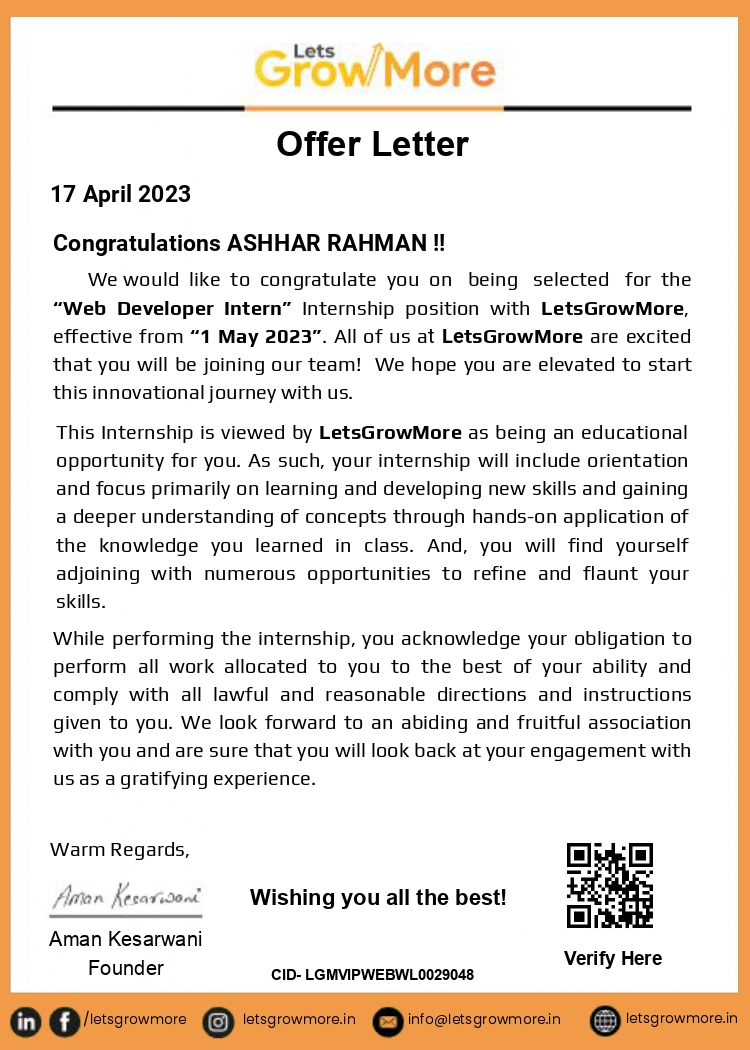 Lets
GrowMore
Offer Letter
17 April 2023
Congratulations ASHHAR RAHMAN !!
We would like to congratulate you on being selected for the
“Web Developer Intern” Internship position with LetsGrowMore,
effective from “1 May 2023”. All of us at LetsGrowMore are excited
that you will be joining our team! We hope you are elevated to start
this innovational journey with us.
This Internship is viewed by LetsGrowMore as being an educational
opportunity for you. As such, your internship will include orientation
and focus primarily on learning and developing new skills and gaining
a deeper understanding of concepts through hands-on application of
the knowledge you learned in class. And, you will find yourself
adjoining with numerous opportunities to refine and flaunt your
skills.
While performing the internship, you acknowledge your obligation to
perform all work allocated to you to the best of your ability and
comply with all lawful and reasonable directions and instructions
given to you. We look forward to an abiding and fruitful association
with you and are sure that you will look back at your engagement with
us as a gratifying experience.
Warm Regards,
Aman Kesarwani
Wishing you all the best!
Aman Kesarwani
Founder
Verify Here
CID- LGMVIPWEBWL0029048
in f /letsgrowmore letsgrowmore.in info@letsgrowmore.in letsgrowmore.in